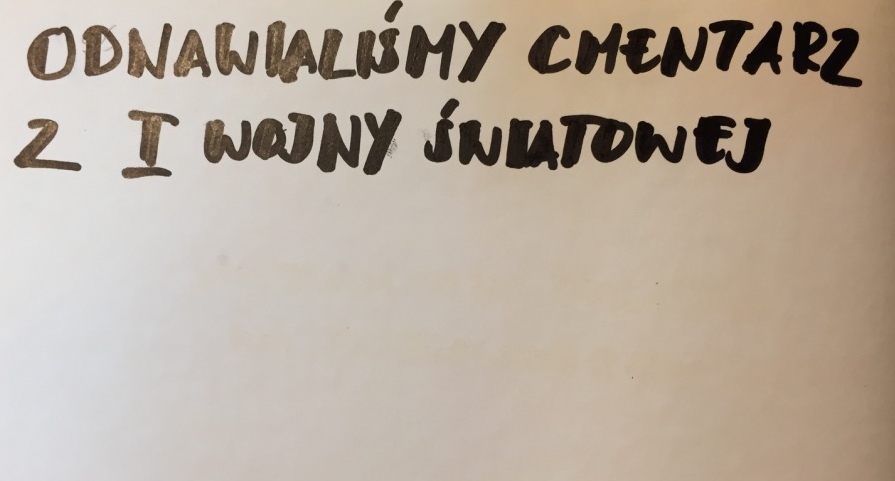 ODNAWIALIŚMY CMENTARZ
Z I WOJNY ŚWIATOWEJ